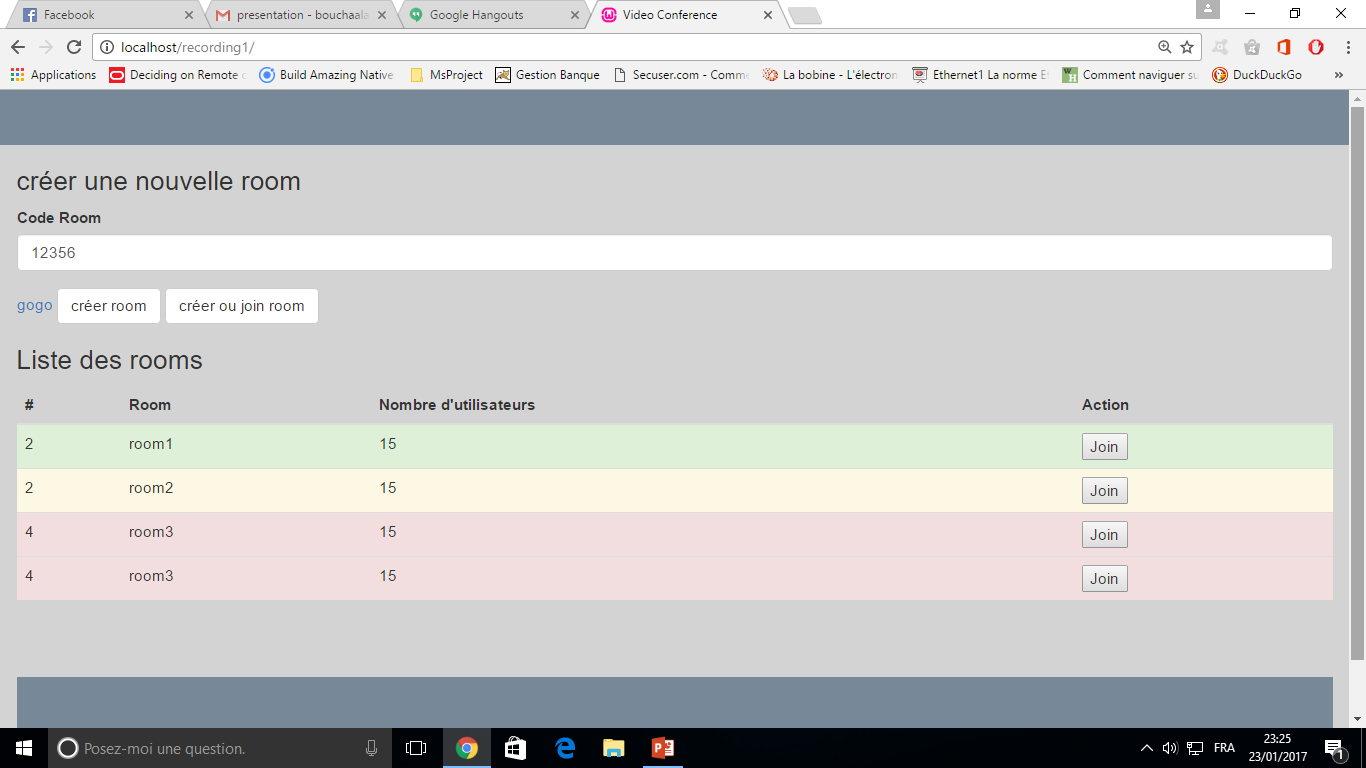 Facebook
presentation - bouchaala
Google Hangouts
Video Conference
localhost/recording1/
Applications
Deciding on Remote
Build Amazing Native
MsProject
Gestion Banque
Secuser.com - Comm
La bobine - L'électron
Ethernet1 La norme E
Comment naviguer su
DuckDuckGo
»
créer une nouvelle room
Code Room
12356
gogo créer room créer ou join room
Liste des rooms
# Room Nombre d'utilisateurs Action
2 room1 15 Join
2 room2 15 Join
4 room3 15 Join
4 room3 15 Join
Posez-moi une question.
FRA
23:25
23/01/2017
1